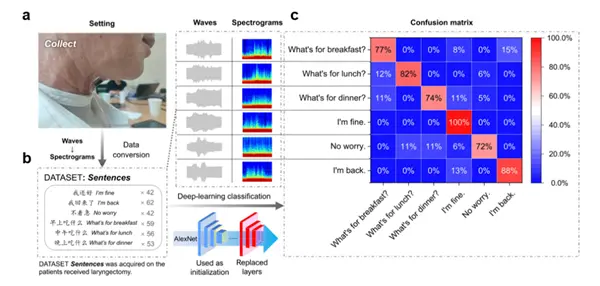 a
Setting
Collect
Waves
Spectrograms
Waves
↓
Spectrograms
Data
conversion
b
DATASET: Sentences
我还好 I'm fine × 42
我回来了 I'm back × 62
不着急 No worry × 42
早上吃什么 What's for breakfast × 59
中午吃什么 What's for lunch × 56
晚上吃什么 What's for dinner × 53
DATASET Sentences was acquired on the
patients received laryngectomy.
Deep-learning classification
AlexNet
Used as
initialization
Replaced
layers
c
Confusion matrix
What's for breakfast? 77% 0% 0% 8% 0% 15%
What's for lunch? 12% 82% 0% 0% 6% 0%
What's for dinner? 11% 0% 74% 11% 5% 0%
I'm fine. 0% 0% 0% 100% 0% 0%
No worry. 0% 11% 11% 6% 72% 0%
I'm back. 0% 0% 0% 13% 0% 88%
What's for breakfast?
What's for lunch?
What's for dinner?
I'm fine.
No worry.
I'm back.
100.0%
80.0%
60.0%
40.0%
20.0%
0.0%